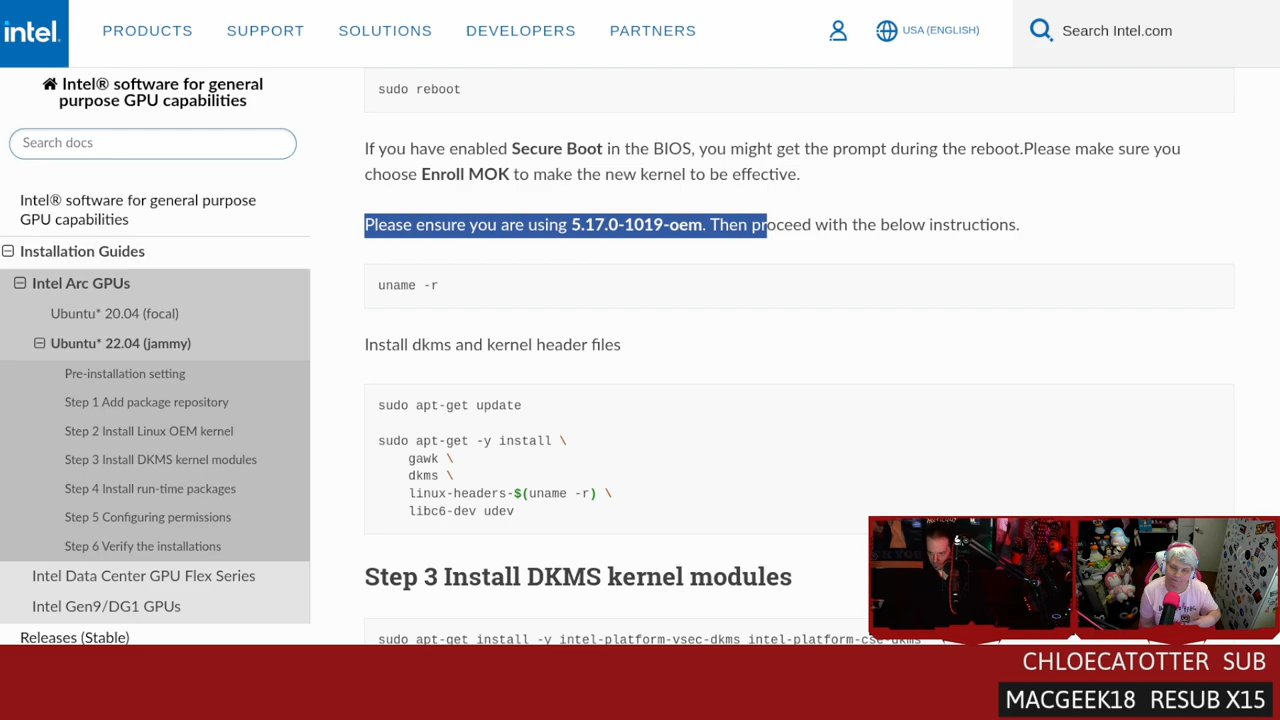 intel.
PRODUCTS
SUPPORT
SOLUTIONS
DEVELOPERS
PARTNERS
USA (ENGLISH)
Search Intel.com
Intel® software for general
purpose GPU capabilities
Search docs
Intel® software for general purpose
GPU capabilities
Installation Guides
Intel Arc GPUs
Ubuntu* 20.04 (focal)
Ubuntu* 22.04 (jammy)
Pre-installation setting
Step 1 Add package repository
Step 2 Install Linux OEM kernel
Step 3 Install DKMS kernel modules
Step 4 Install run-time packages
Step 5 Configuring permissions
Step 6 Verify the installations
Intel Data Center GPU Flex Series
Intel Gen9/DG1 GPUs
Releases (Stable)
sudo reboot
If you have enabled Secure Boot in the BIOS, you might get the prompt during the reboot.Please make sure you
choose Enroll MOK to make the new kernel to be effective.
Please ensure you are using 5.17.0-1019-oem. Then proceed with the below instructions.
uname -r
Install dkms and kernel header files
sudo apt-get update
sudo apt-get -y install \
gawk \
dkms \
linux-headers-$(uname -r) \
libc6-dev udev
Step 3 Install DKMS kernel modules
sudo apt-get install -y intel-platform-vsec-dkms intel-platform-cse-dkms
CHLOECATOTTER SUB
MACGEEK18 RESUB X15